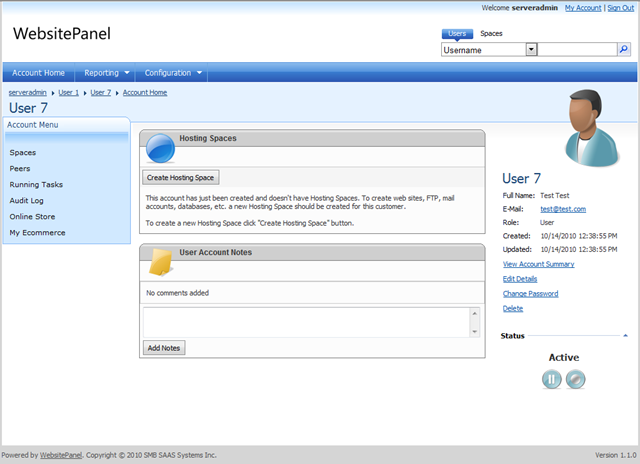 Welcome serveradmin My Account | Sign Out
WebsitePanel
Users Spaces
Username
Account Home Reporting Configuration
serveradmin User 1 User 7 Account Home
User 7
Account Menu
Spaces
Peers
Running Tasks
Audit Log
Online Store
My Ecommerce
Hosting Spaces
Create Hosting Space
This account has just been created and doesn't have Hosting Spaces. To create web sites, FTP, mail
accounts, databases, etc. a new Hosting Space should be created for this customer.
To create a new Hosting Space click "Create Hosting Space" button.
User Account Notes
No comments added
Add Notes
User 7
Full Name: Test Test
E-Mail: test@test.com
Role: User
Created: 10/14/2010 12:38:55 PM
Updated: 10/14/2010 12:38:55 PM
View Account Summary
Edit Details
Change Password
Delete
Status
Active
Powered by WebsitePanel. Copyright © 2010 SMB SAAS Systems Inc. Version 1.1.0